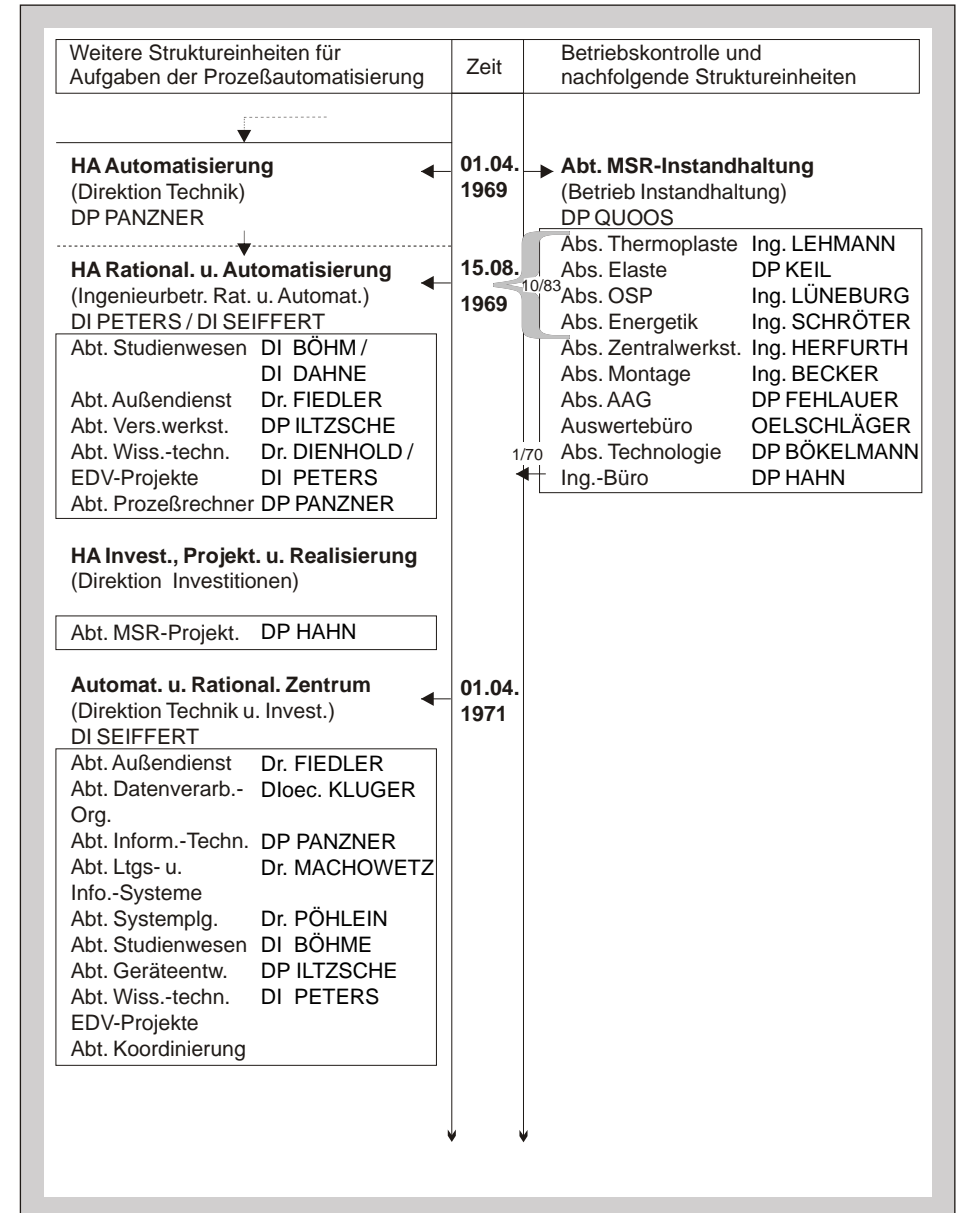 Weitere Struktureinheiten für
Aufgaben der Prozeßautomatisierung
Zeit
Betriebskontrolle und
nachfolgende Struktureinheiten
HA Automatisierung
(Direktion Technik)
DP PANZNER
01.04.
1969
Abt. MSR-Instandhaltung
(Betrieb Instandhaltung)
DP QUOOS
Abs. Thermoplaste Ing. LEHMANN
Abs. Elaste DP KEIL
Abs. OSP Ing. LÜNEBURG
Abs. Energetik Ing. SCHRÖTER
Abs. Zentralwerkst. Ing. HERFURTH
Abs. Montage Ing. BECKER
Abs. AAG DP FEHLAUER
Auswertebüro OELSCHLÄGER
Abs. Technologie DP BÖKELMANN
Ing.-Büro DP HAHN
10/83
1/70
HA Rational. u. Automatisierung
(Ingenieurbetr. Rat. u. Automat.)
DI PETERS / DI SEIFFERT
15.08.
1969
Abt. Studienwesen DI BÖHM /
DI DAHNE
Abt. Außendienst Dr. FIEDLER
Abt. Vers.werkst. DP ILTZSCHE
Abt. Wiss.-techn. Dr. DIENHOLD /
EDV-Projekte DI PETERS
Abt. Prozeßrechner DP PANZNER
HA Invest., Projekt. u. Realisierung
(Direktion Investitionen)
Abt. MSR-Projekt. DP HAHN
Automat. u. Rational. Zentrum
(Direktion Technik u. Invest.)
DI SEIFFERT
01.04.
1971
Abt. Außendienst Dr. FIEDLER
Abt. Datenverarb.- DIoec. KLUGER
Org.
Abt. Inform.-Techn. DP PANZNER
Abt. Ltgs- u. Dr. MACHOWETZ
Info.-Systeme
Abt. Systemplg. Dr. PÖHLEIN
Abt. Studienwesen DI BÖHME
Abt. Geräteentw. DP ILTZSCHE
Abt. Wiss.-techn. DI PETERS
EDV-Projekte
Abt. Koordinierung